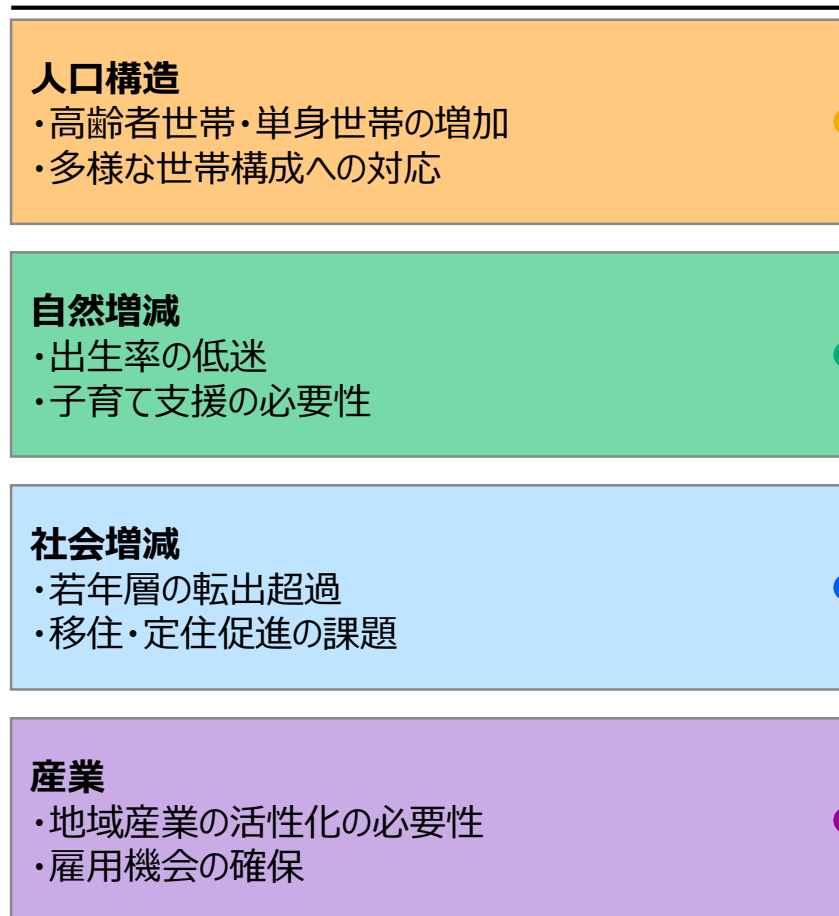 人口構造
・高齢者世帯・単身世帯の増加
・多様な世帯構成への対応
自然増減
・出生率の低迷
・子育て支援の必要性
社会増減
・若年層の転出超過
・移住・定住促進の課題
産業
・地域産業の活性化の必要性
・雇用機会の確保